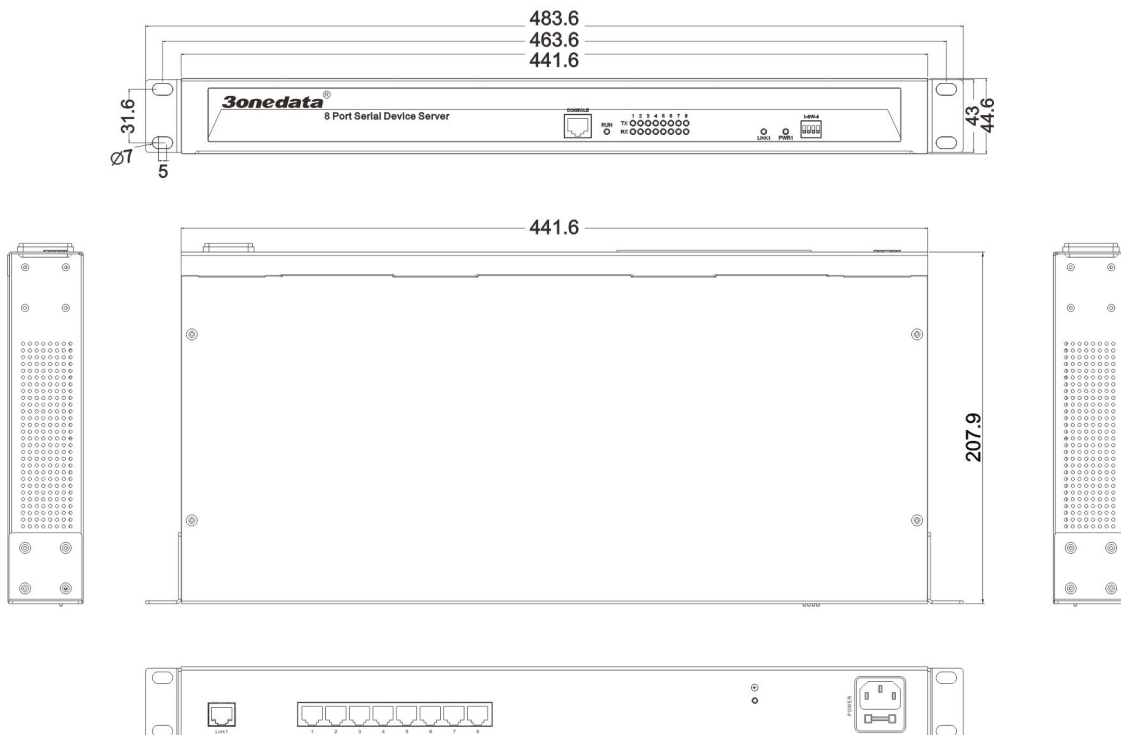 483.6
463.6
441.6
3onedata®
8 Port Serial Device Server
CONSOLE
RUN
1 2 3 4 5 6 7 8
TX
RX
LINK1
PWR1
1-SW-4
31.6
Ø7
5
43
44.6
441.6
207.9
Link1
1 2 3 4 5 6 7 8
POWER